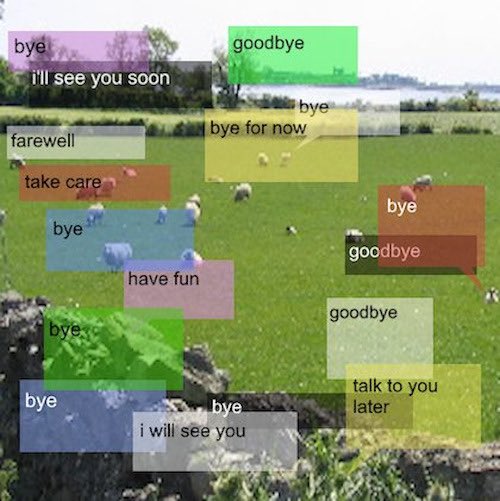 bye
goodbye
i'll see you soon
bye
bye for now
farewell
take care
bye
bye
goodbye
have fun
goodbye
bye
talk to you
later
bye
bye
i will see you